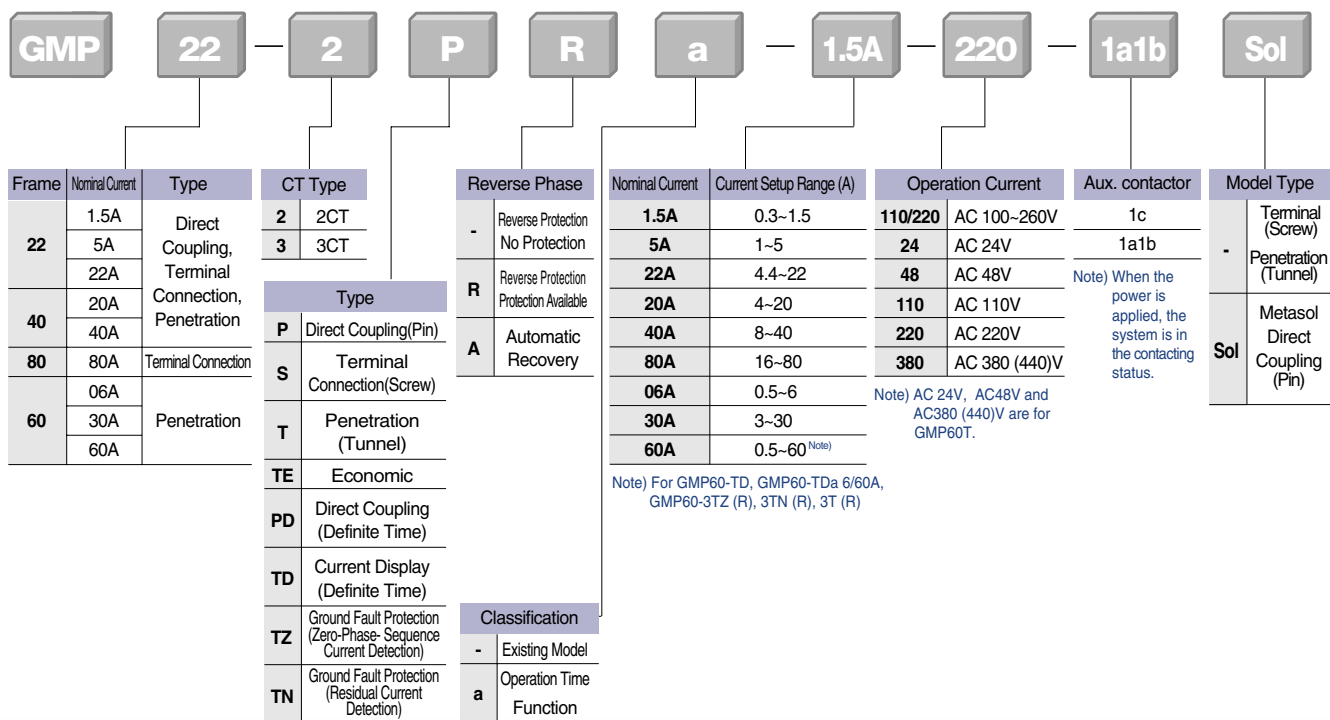 GMP 22 — 2 P R a — 1.5A — 220 — 1a1b Sol
Frame Nominal Current Type
22 1.5A Direct Coupling, Terminal Connection, Penetration
5A
22A
40 20A
40A
80 80A Terminal Connection
60 06A Penetration
30A
60A
CT Type
2 2CT
3 3CT
Type
P Direct Coupling(Pin)
S Terminal
Connection(Screw)
T Penetration
(Tunnel)
TE Economic
PD Direct Coupling
(Definite Time)
TD Current Display
(Definite Time)
TZ Ground Fault Protection
(Zero-Phase- Sequence
Current Detection)
TN Ground Fault Protection
(Residual Current
Detection)
Reverse Phase
- Reverse Protection
No Protection
R Reverse Protection
Protection Available
A Automatic
Recovery
Classification
- Existing Model
a Operation Time
Function
Nominal Current Current Setup Range (A)
1.5A 0.3~1.5
5A 1~5
22A 4.4~22
20A 4~20
40A 8~40
80A 16~80
06A 0.5~6
30A 3~30
60A 0.5~60 Note)
Note) For GMP60-TD, GMP60-TDa 6/60A,
GMP60-3TZ (R), 3TN (R), 3T (R)
Operation Current
110/220 AC 100~260V
24 AC 24V
48 AC 48V
110 AC 110V
220 AC 220V
380 AC 380 (440)V
Note) AC 24V, AC48V and
AC380 (440)V are for
GMP60T.
Aux. contactor
1c
1a1b
Note) When the
power is
applied, the
system is in
the contacting
status.
Model Type
- Terminal
(Screw)
Penetration
(Tunnel)
Sol Metasol
Direct
Coupling
(Pin)